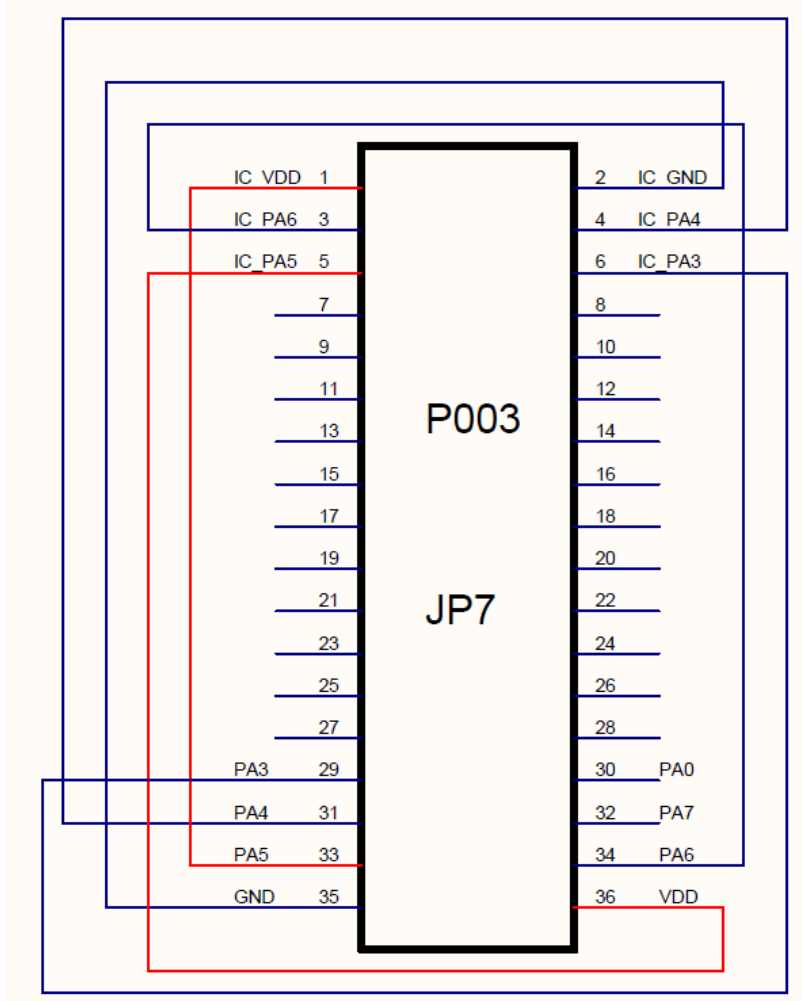 IC_VDD 1 2 IC_GND
IC_PA6 3 4 IC_PA4
IC_PA5 5 6 IC_PA3
7 8
9 10
11 12
P003
13 14
15 16
17 18
19 20
JP7
21 22
23 24
25 26
27 28
PA3 29 30 PA0
PA4 31 32 PA7
PA5 33 34 PA6
GND 35 36 VDD